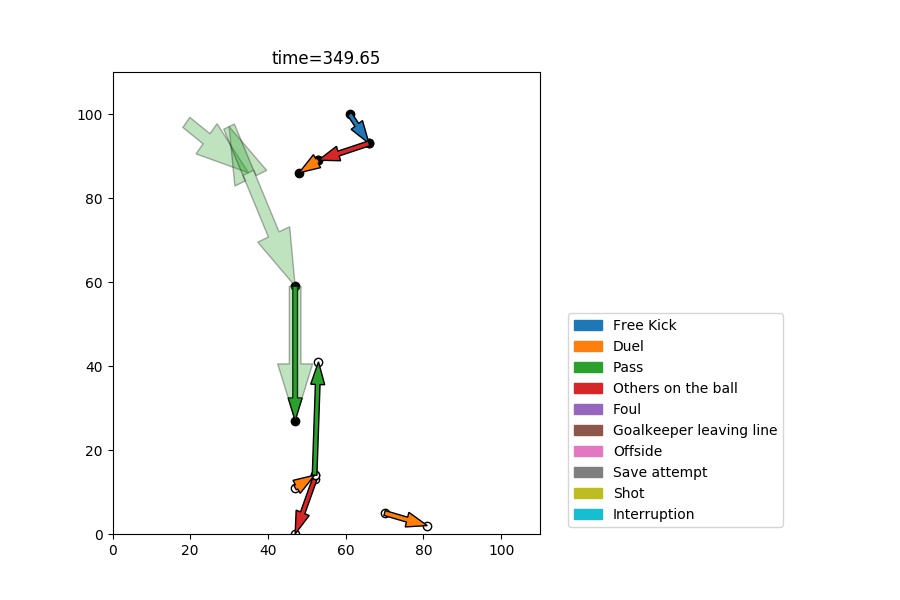 time=349.65
100
80
60
40
20
0
0
20
40
60
80
100
Free Kick
Duel
Pass
Others on the ball
Foul
Goalkeeper leaving line
Offside
Save attempt
Shot
Interruption